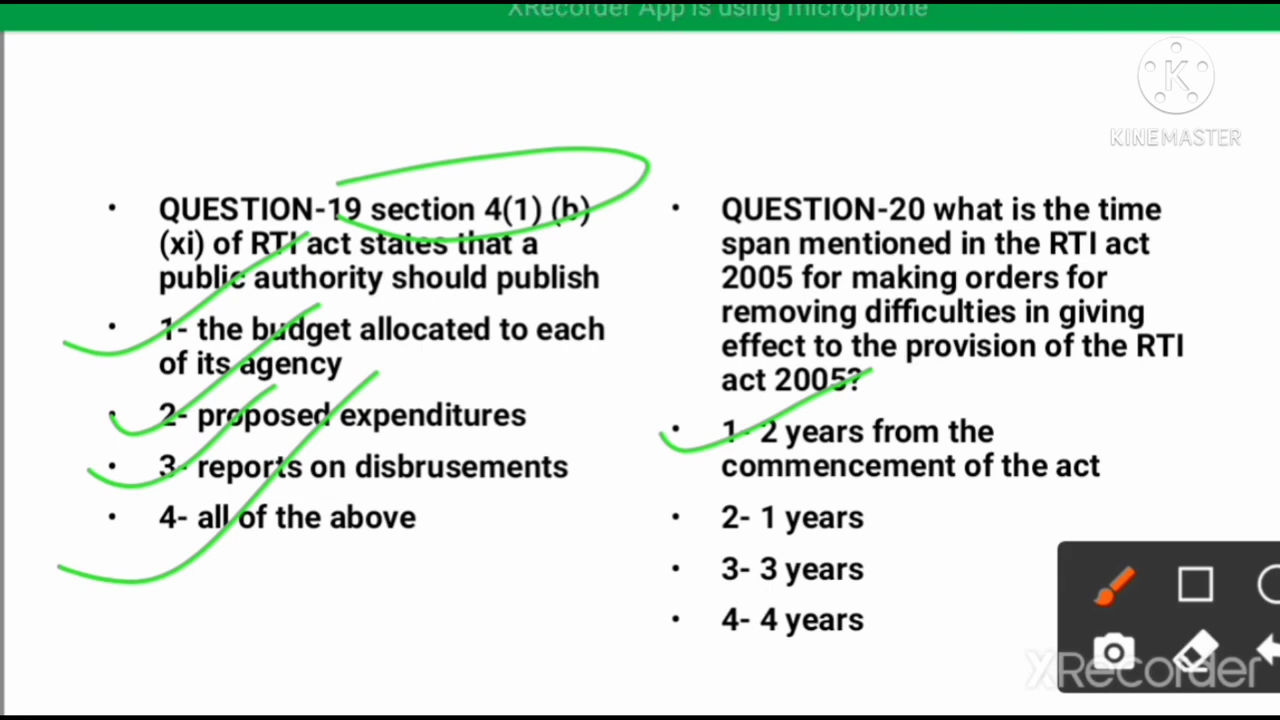 XRecorder App is using microphone
KINEMASTER
QUESTION-19 section 4(1) (b)
(xi) of RTI act states that a
public authority should publish
1- the budget allocated to each
of its agency
2- proposed expenditures
3- reports on disbrusements
4- all of the above
QUESTION-20 what is the time
span mentioned in the RTI act
2005 for making orders for
removing difficulties in giving
effect to the provision of the RTI
act 2005?
1- 2 years from the
commencement of the act
2- 1 years
3- 3 years
4- 4 years
XRecorder